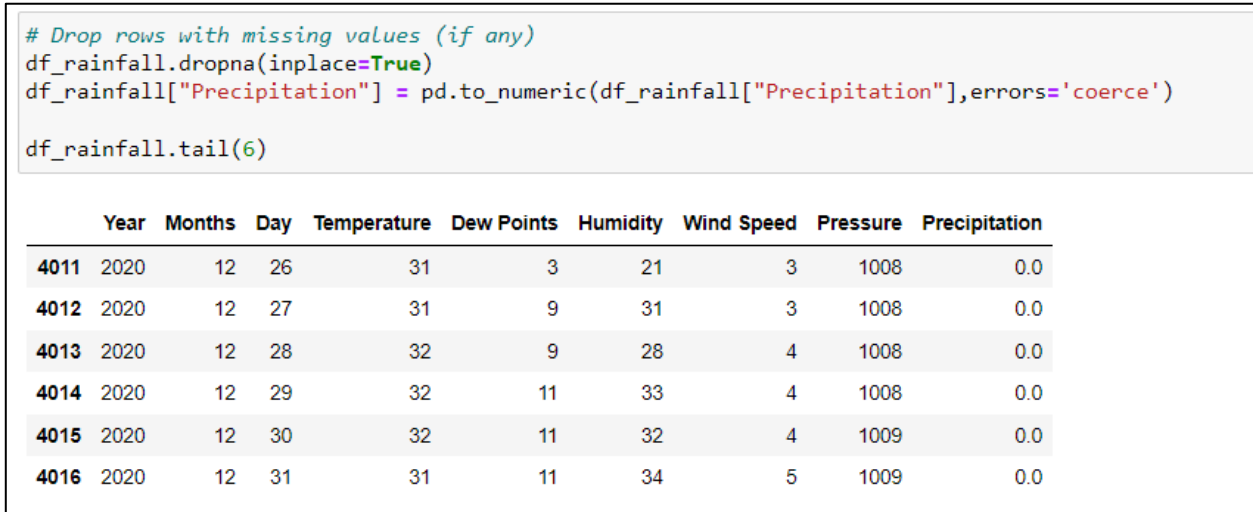 # Drop rows with missing values (if any)
df_rainfall.dropna(inplace=True)
df_rainfall["Precipitation"] = pd.to_numeric(df_rainfall["Precipitation"],errors='coerce')
df_rainfall.tail(6)
Year Months Day Temperature Dew Points Humidity Wind Speed Pressure Precipitation
4011 2020 12 26 31 3 21 3 1008 0.0
4012 2020 12 27 31 9 31 3 1008 0.0
4013 2020 12 28 32 9 28 4 1008 0.0
4014 2020 12 29 32 11 33 4 1008 0.0
4015 2020 12 30 32 11 32 4 1009 0.0
4016 2020 12 31 31 11 34 5 1009 0.0